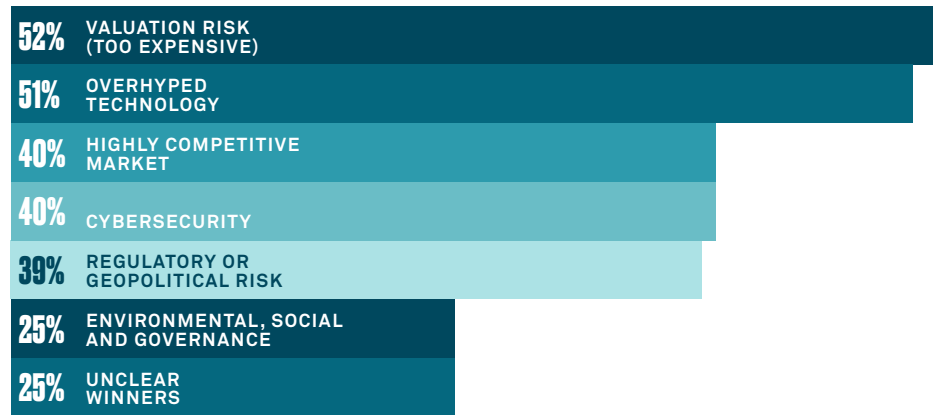 52% VALUATION RISK
(TOO EXPENSIVE)
51% OVERHYPED
TECHNOLOGY
40% HIGHLY COMPETITIVE
MARKET
40% CYBERSECURITY
39% REGULATORY OR
GEOPOLITICAL RISK
25% ENVIRONMENTAL, SOCIAL
AND GOVERNANCE
25% UNCLEAR
WINNERS